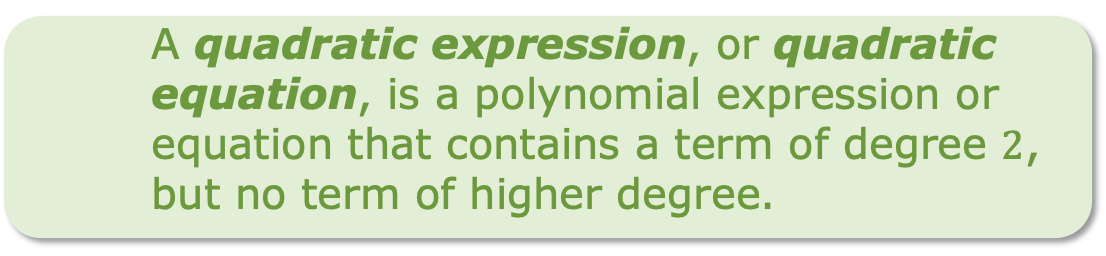 A quadratic expression, or quadratic
equation, is a polynomial expression or
equation that contains a term of degree 2,
but no term of higher degree.